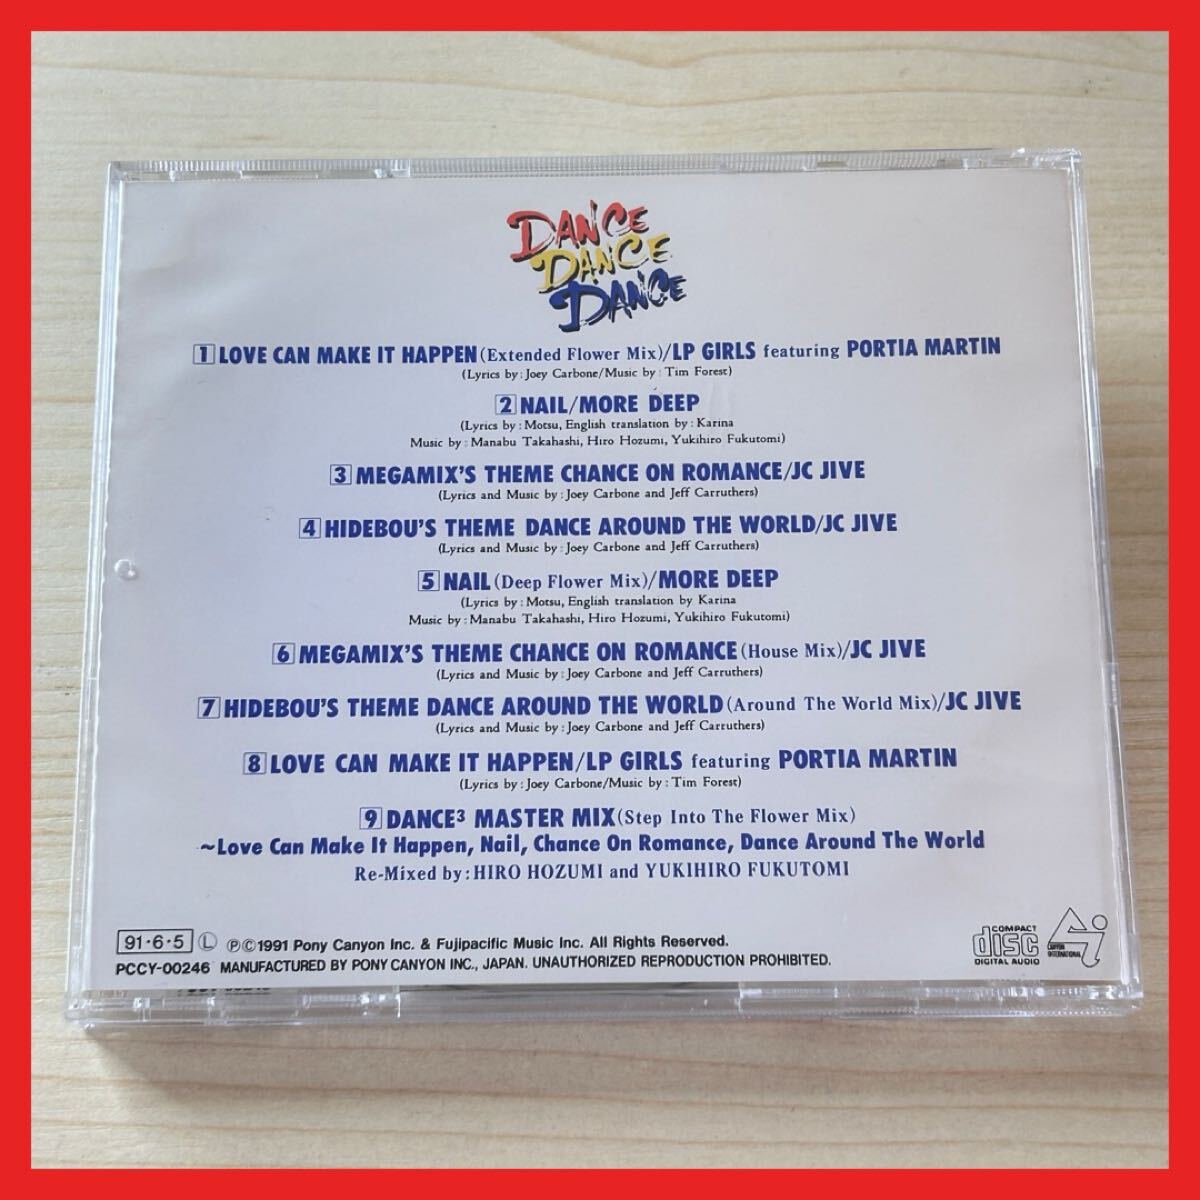 DANCE
DANCE
DANCE
1 LOVE CAN MAKE IT HAPPEN (Extended Flower Mix)/LP GIRLS featuring PORTIA MARTIN
(Lyrics by : Joey Carbone/Music by : Tim Forest)
2 NAIL/MORE DEEP
(Lyrics by : Motsu, English translation by : Karina
Music by : Manabu Takahashi, Hiro Hozumi, Yukihiro Fukutomi)
3 MEGAMIX'S THEME CHANCE ON ROMANCE/JC JIVE
(Lyrics and Music by : Joey Carbone and Jeff Carruthers)
4 HIDEBOU'S THEME DANCE AROUND THE WORLD/JC JIVE
(Lyrics and Music by : Joey Carbone and Jeff Carruthers)
5 NAIL (Deep Flower Mix)/MORE DEEP
(Lyrics by : Motsu, English translation by Karina
Music by : Manabu Takahashi, Hiro Hozumi, Yukihiro Fukutomi)
6 MEGAMIX'S THEME CHANCE ON ROMANCE (House Mix)/JC JIVE
(Lyrics and Music by : Joey Carbone and Jeff Carruthers)
7 HIDEBOU'S THEME DANCE AROUND THE WORLD (Around The World Mix)/JC JIVE
(Lyrics and Music by : Joey Carbone and Jeff Carruthers)
8 LOVE CAN MAKE IT HAPPEN/LP GIRLS featuring PORTIA MARTIN
(Lyrics by : Joey Carbone/Music by : Tim Forest)
9 DANCE³ MASTER MIX (Step Into The Flower Mix)
~Love Can Make It Happen, Nail, Chance On Romance, Dance Around The World
Re-Mixed by : HIRO HOZUMI and YUKIHIRO FUKUTOMI
91・6・5 Ⓛ ℗©1991 Pony Canyon Inc. & Fujipacific Music Inc. All Rights Reserved.
PCCY-00246 MANUFACTURED BY PONY CANYON INC., JAPAN. UNAUTHORIZED REPRODUCTION PROHIBITED.
COMPACT
disc
DIGITAL AUDIO
CANYON
INTERNATIONAL